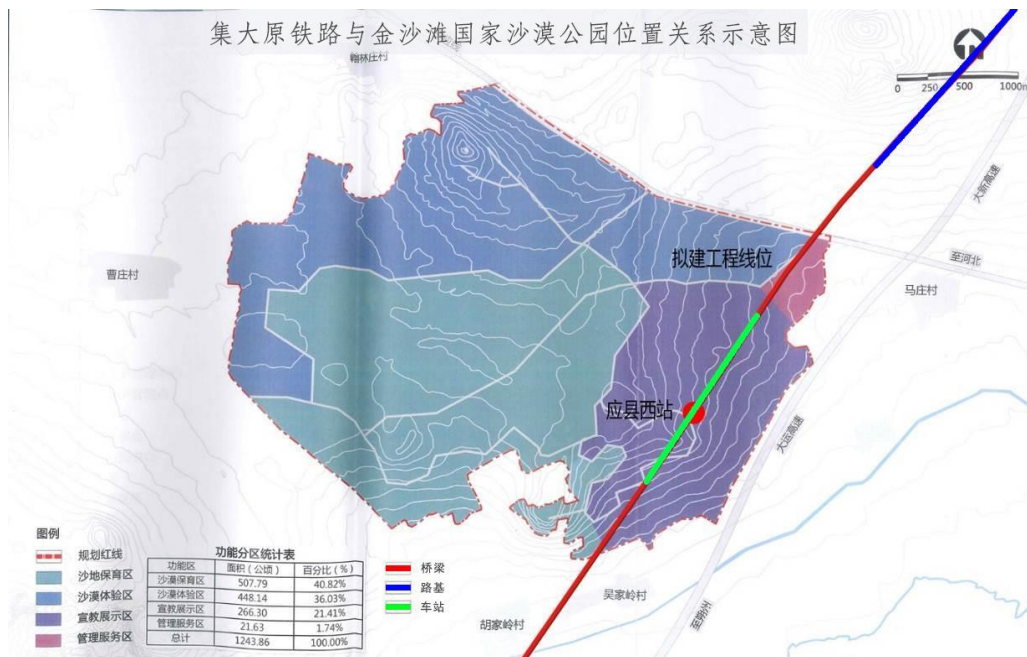 集大原铁路与金沙滩国家沙漠公园位置关系示意图
翰林庄村
0 250 500 1000m
大新高速
拟建工程线位
至河北
曹庄村
马庄村
应县西站
大运高速
图例
规划红线
沙地保育区
沙漠体验区
宣教展示区
管理服务区
功能分区统计表
功能区 面积（公顷） 百分比（%）
沙漠保育区 507.79 40.82%
沙漠体验区 448.14 36.03%
宣教展示区 266.30 21.41%
管理服务区 21.63 1.74%
总计 1243.86 100.00%
桥梁
路基
车站
吴家岭村
胡家岭村
至朔州